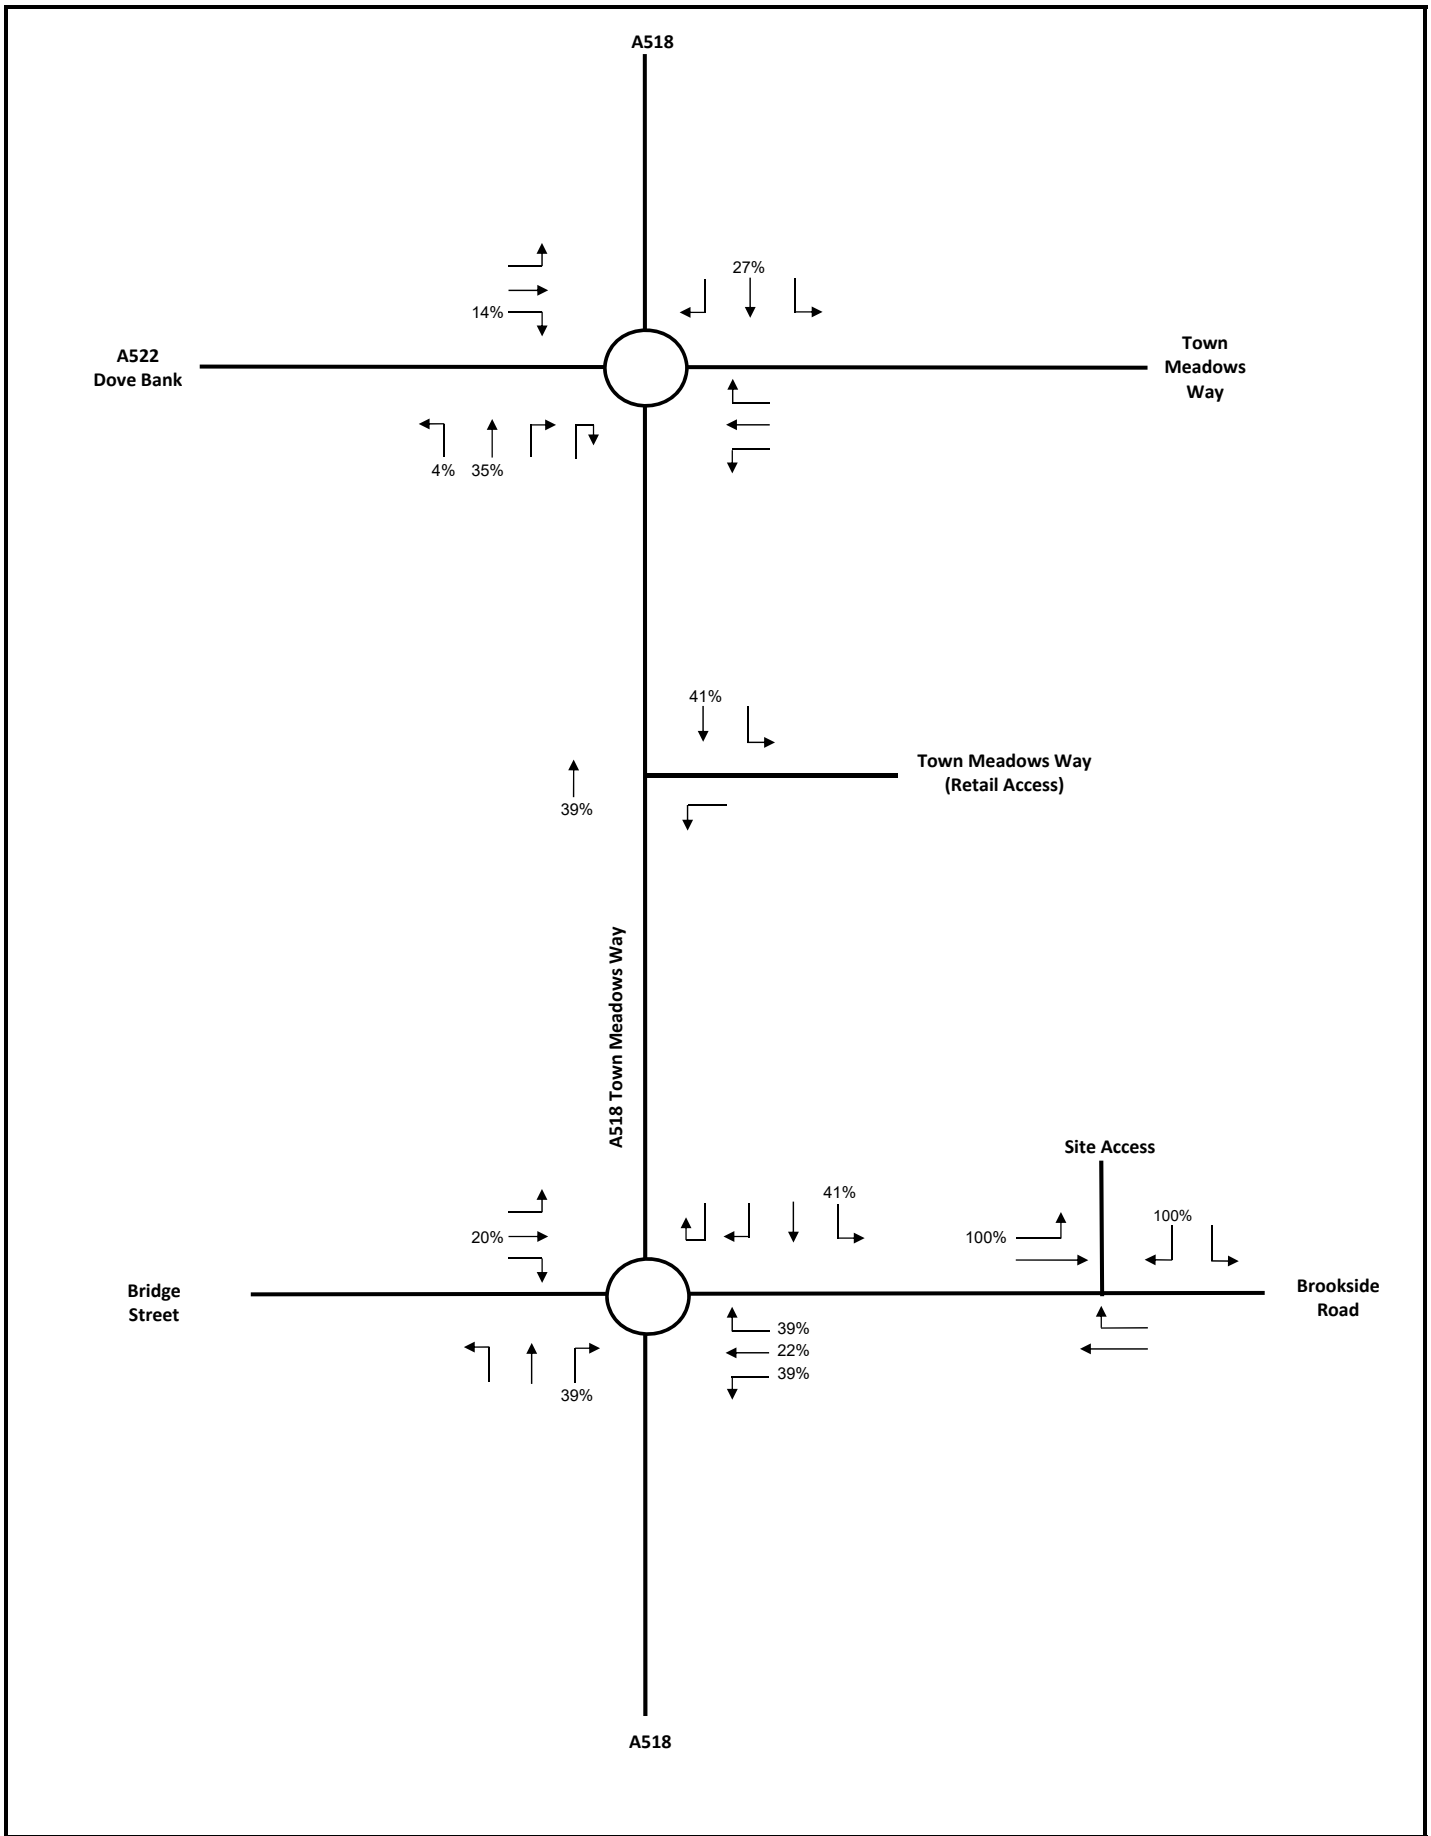 A518
27%
14%
A522
Dove Bank
Town
Meadows
Way
4%
35%
41%
Town Meadows Way
(Retail Access)
39%
A518 Town Meadows Way
Site Access
41%
20%
100%
100%
Bridge
Street
Brookside
Road
39%
22%
39%
39%
A518